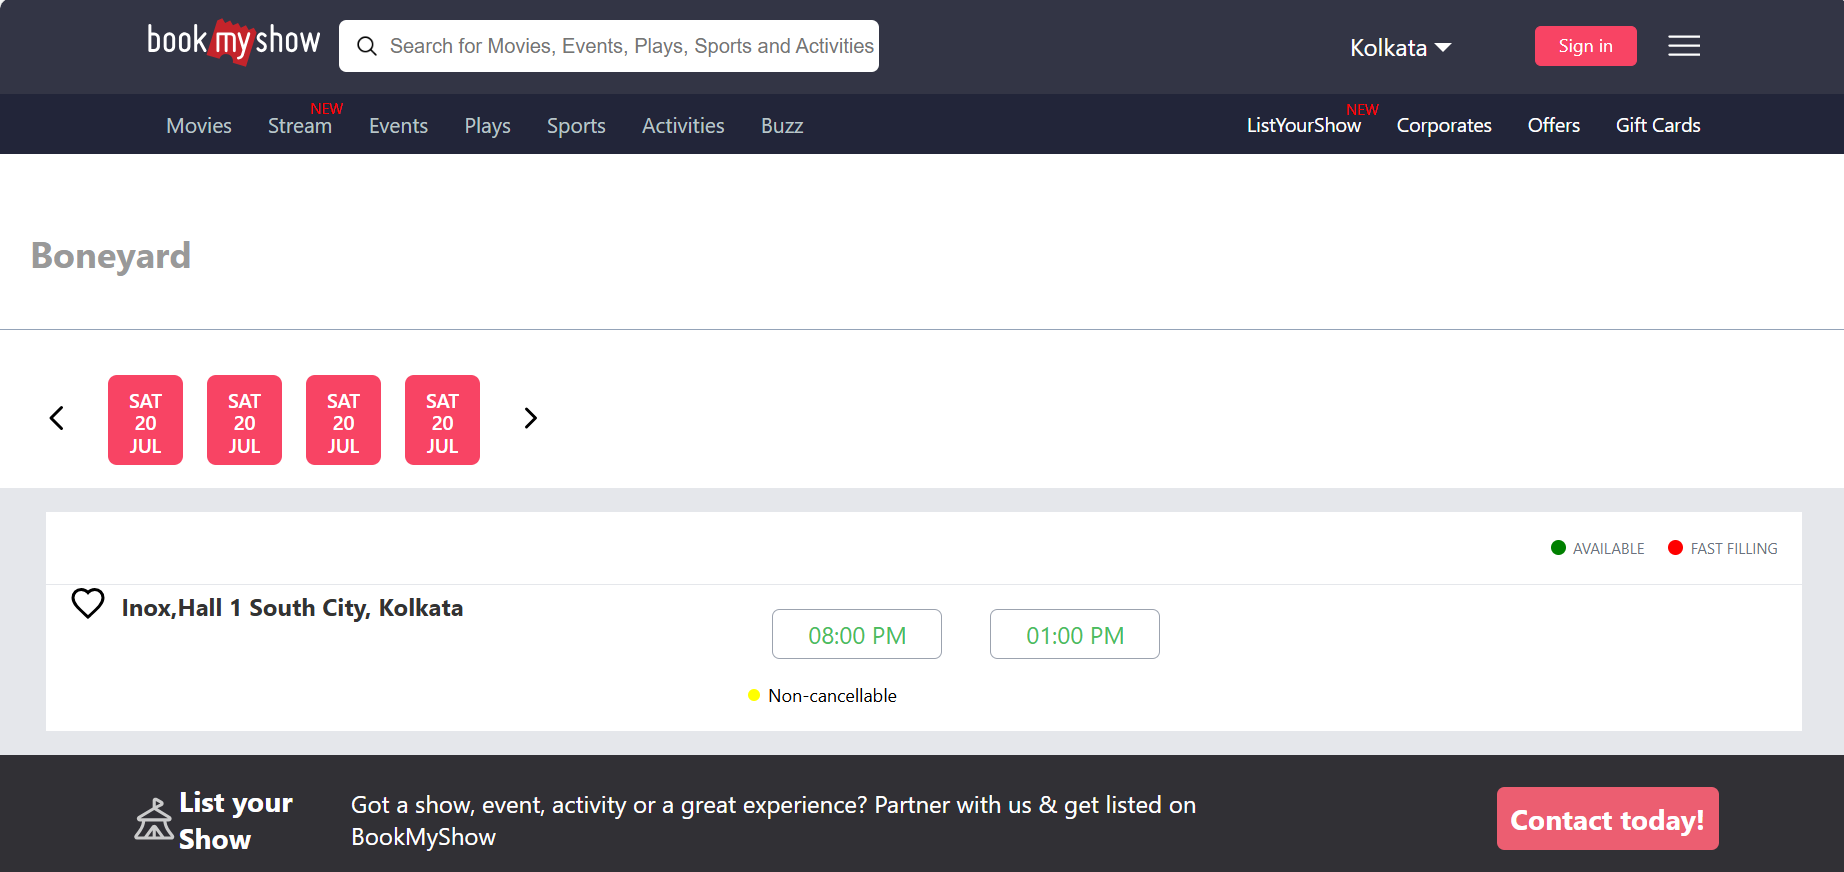 bookmyshow
Search for Movies, Events, Plays, Sports and Activities
Kolkata
Sign in
Movies
Stream
NEW
Events
Plays
Sports
Activities
Buzz
ListYourShow
NEW
Corporates
Offers
Gift Cards
Boneyard
SAT
20
JUL
SAT
20
JUL
SAT
20
JUL
SAT
20
JUL
AVAILABLE
FAST FILLING
Inox,Hall 1 South City, Kolkata
08:00 PM
01:00 PM
Non-cancellable
List your
Show
Got a show, event, activity or a great experience? Partner with us & get listed on
BookMyShow
Contact today!